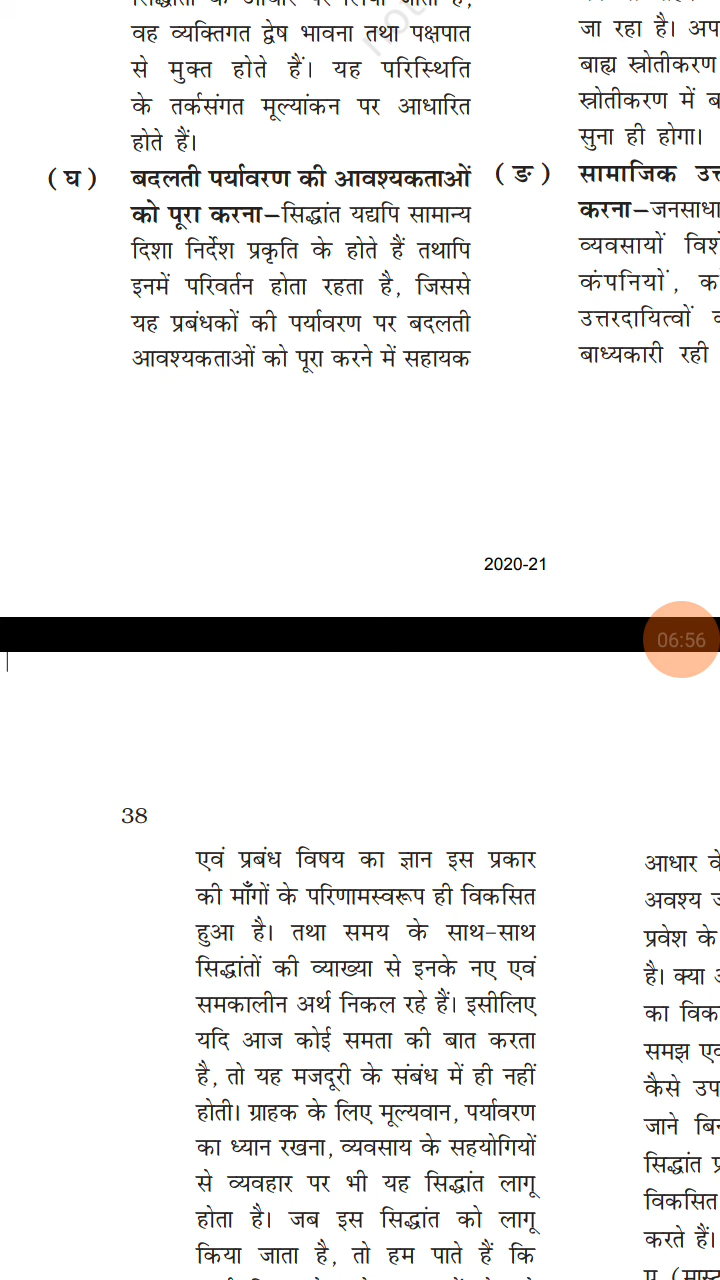 वह व्यक्तिगत द्वेष भावना तथा पक्षपात
से मुक्त होते हैं। यह परिस्थिति
के तर्कसंगत मूल्यांकन पर आधारित
होते हैं।
(घ) बदलती पर्यावरण की आवश्यकताओं
को पूरा करना–सिद्धांत यद्यपि सामान्य
दिशा निर्देश प्रकृति के होते हैं तथापि
इनमें परिवर्तन होता रहता है, जिससे
यह प्रबंधकों की पर्यावरण पर बदलती
आवश्यकताओं को पूरा करने में सहायक
जा रहा है। अप
बाह्य स्रोतीकरण
स्रोतीकरण में ब
सुना ही होगा।
(ङ) सामाजिक उत्त
करना–जनसाधा
व्यवसायों विशे
कंपनियों, क
उत्तरदायित्वों
बाध्यकारी रही
2020-21
06:56
38
एवं प्रबंध विषय का ज्ञान इस प्रकार
की माँगों के परिणामस्वरूप ही विकसित
हुआ है। तथा समय के साथ-साथ
सिद्धांतों की व्याख्या से इनके नए एवं
समकालीन अर्थ निकल रहे हैं। इसीलिए
यदि आज कोई समता की बात करता
है, तो यह मजदूरी के संबंध में ही नहीं
होती। ग्राहक के लिए मूल्यवान, पर्यावरण
का ध्यान रखना, व्यवसाय के सहयोगियों
से व्यवहार पर भी यह सिद्धांत लागू
होता है। जब इस सिद्धांत को लागू
किया जाता है, तो हम पाते हैं कि
आधार के
अवश्य ज
प्रवेश के
है। क्या
का विक
समझ एव
कैसे उप
जाने बिन
सिद्धांत प्र
विकसित
करते हैं।